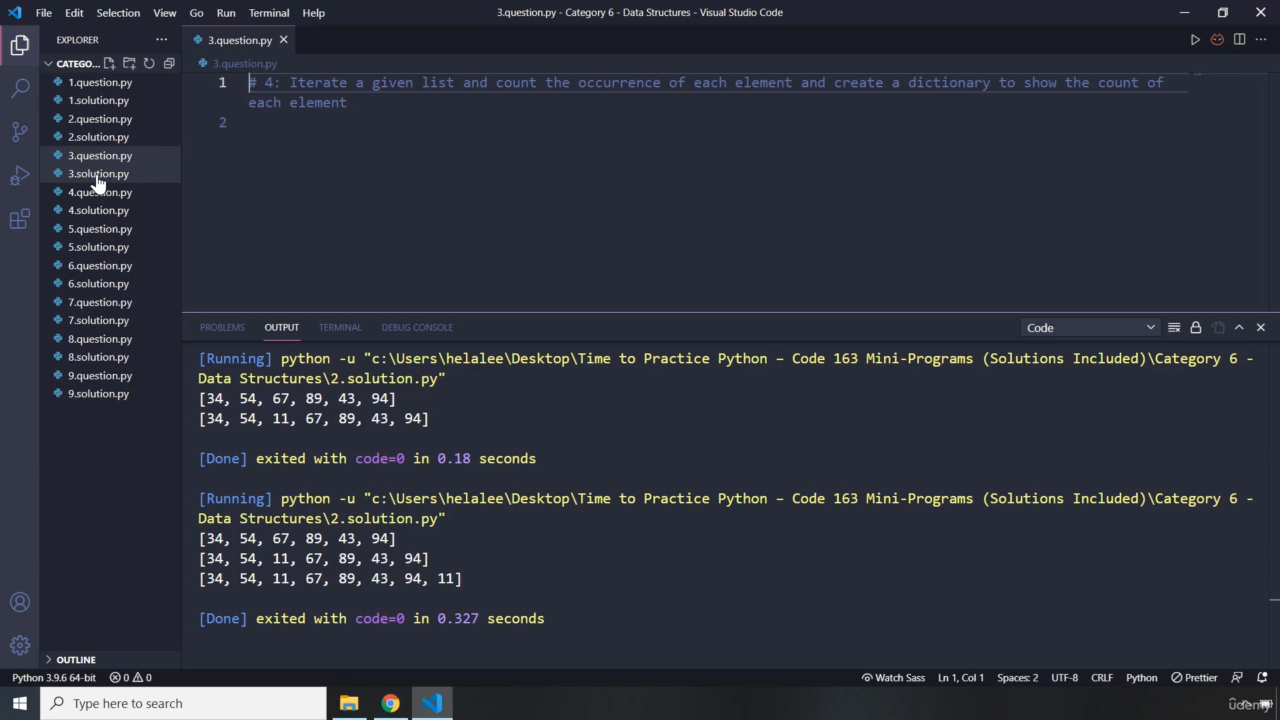 File Edit Selection View Go Run Terminal Help
3.question.py - Category 6 - Data Structures - Visual Studio Code
EXPLORER
CATEGO...
1.question.py
1.solution.py
2.question.py
2.solution.py
3.question.py
3.solution.py
4.question.py
4.solution.py
5.question.py
5.solution.py
6.question.py
6.solution.py
7.question.py
7.solution.py
8.question.py
8.solution.py
9.question.py
9.solution.py
OUTLINE
3.question.py
3.question.py
1 # 4: Iterate a given list and count the occurrence of each element and create a dictionary to show the count of
each element
2
PROBLEMS OUTPUT TERMINAL DEBUG CONSOLE
Code
[Running] python -u "c:\Users\helalee\Desktop\Time to Practice Python – Code 163 Mini-Programs (Solutions Included)\Category 6 -
Data Structures\2.solution.py"
[34, 54, 67, 89, 43, 94]
[34, 54, 11, 67, 89, 43, 94]
[Done] exited with code=0 in 0.18 seconds
[Running] python -u "c:\Users\helalee\Desktop\Time to Practice Python – Code 163 Mini-Programs (Solutions Included)\Category 6 -
Data Structures\2.solution.py"
[34, 54, 67, 89, 43, 94]
[34, 54, 11, 67, 89, 43, 94]
[34, 54, 11, 67, 89, 43, 94, 11]
[Done] exited with code=0 in 0.327 seconds
Python 3.9.6 64-bit 0 0 Watch Sass Ln 1, Col 1 Spaces: 2 UTF-8 CRLF Python Prettier
Type here to search
Udemy